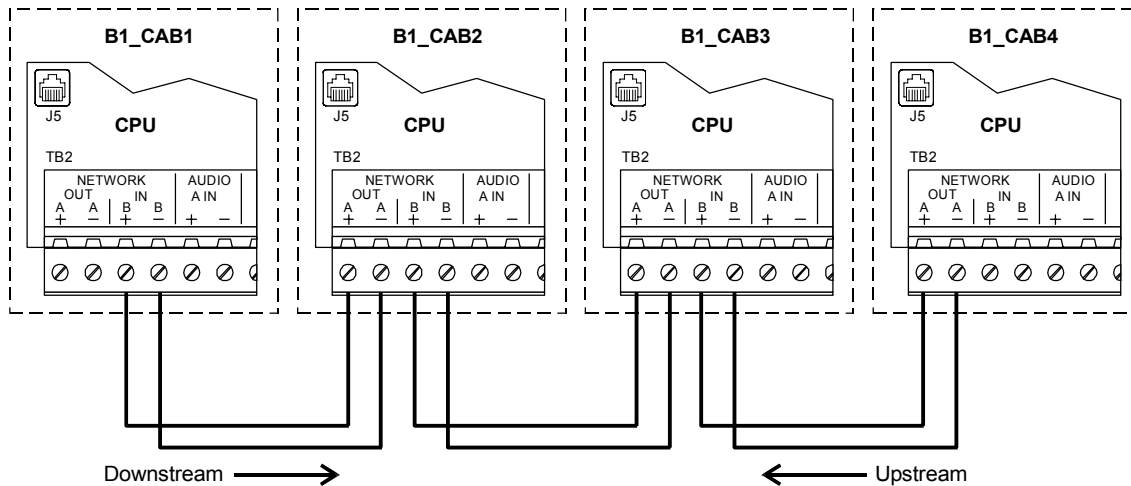 B1_CAB1 B1_CAB2 B1_CAB3 B1_CAB4
J5 J5 J5 J5
CPU CPU CPU CPU
TB2 TB2 TB2 TB2
NETWORK AUDIO NETWORK AUDIO NETWORK AUDIO NETWORK AUDIO
OUT IN A IN OUT IN A IN OUT IN A IN OUT IN A IN
A A B B A A B B A A B B A A B B
+ − + − + − + − + − + − + − + − + − + − + − + −
Downstream Upstream